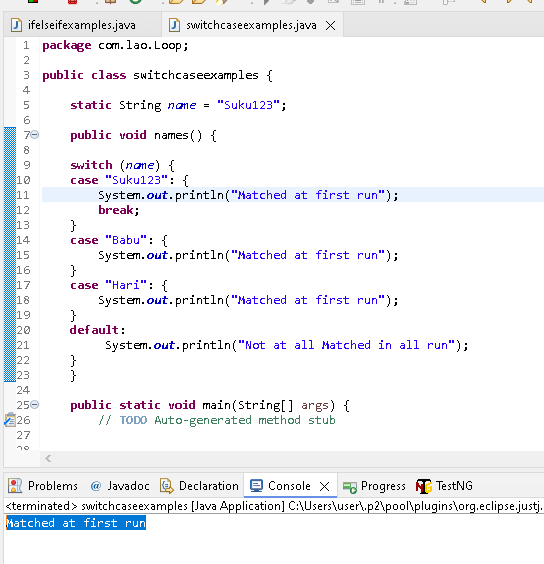 ifelseifexamples.java
switchcaseexamples.java
1 package com.lao.Loop;
2
3 public class switchcaseexamples {
4
5 static String name = "Suku123";
6
7 public void names() {
8
9 switch (name) {
10 case "Suku123": {
11 System.out.println("Matched at first run");
12 break;
13 }
14 case "Babu": {
15 System.out.println("Matched at first run");
16 }
17 case "Hari": {
18 System.out.println("Matched at first run");
19 }
20 default:
21 System.out.println("Not at all Matched in all run");
22 }
23 }
24
25 public static void main(String[] args) {
26 // TODO Auto-generated method stub
27
28
Problems @ Javadoc Declaration Console Progress TestNG
<terminated> switchcaseexamples [Java Application] C:\Users\user\.p2\pool\plugins\org.eclipse.justj.
Matched at first run